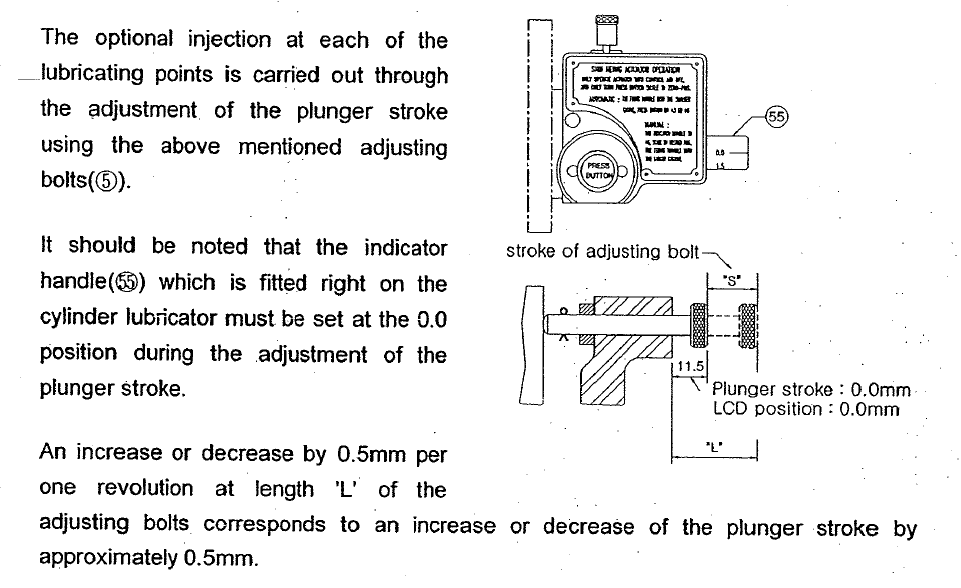 The optional injection at each of the
lubricating points is carried out through
the adjustment of the plunger stroke
using the above mentioned adjusting
bolts(⑤).
It should be noted that the indicator
handle(55) which is fitted right on the
cylinder lubricator must be set at the 0.0
position during the adjustment of the
plunger stroke.
An increase or decrease by 0.5mm per
one revolution at length 'L' of the
adjusting bolts corresponds to an increase or decrease of the plunger stroke by
approximately 0.5mm.
ACTUATOR OPERATION
MANUAL :
PRESS
BUTTON
55
0.0
1.5
stroke of adjusting bolt
"S"
11.5
Plunger stroke : 0.0mm
LCD position : 0.0mm
"L"